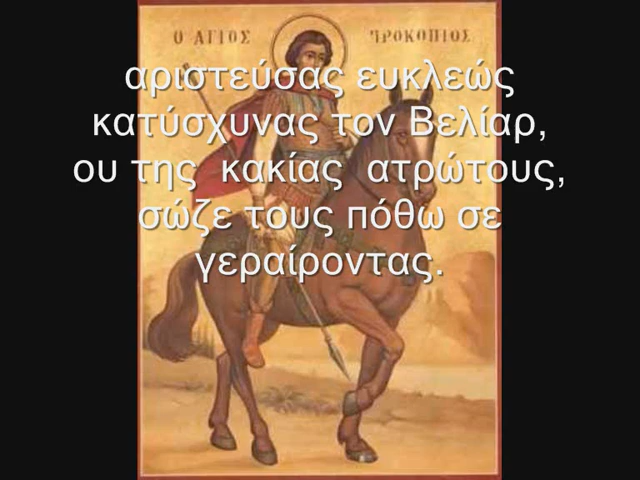 Ο ΑΓΙΟΣ ΠΡΟΚΟΠΙΟΣ
αριστεύσας ευκλεώς
κατύσχυνας τον Βελίαρ,
ου της κακίας ατρώτους,
σώζε τους πόθω σε
γεραίροντας.